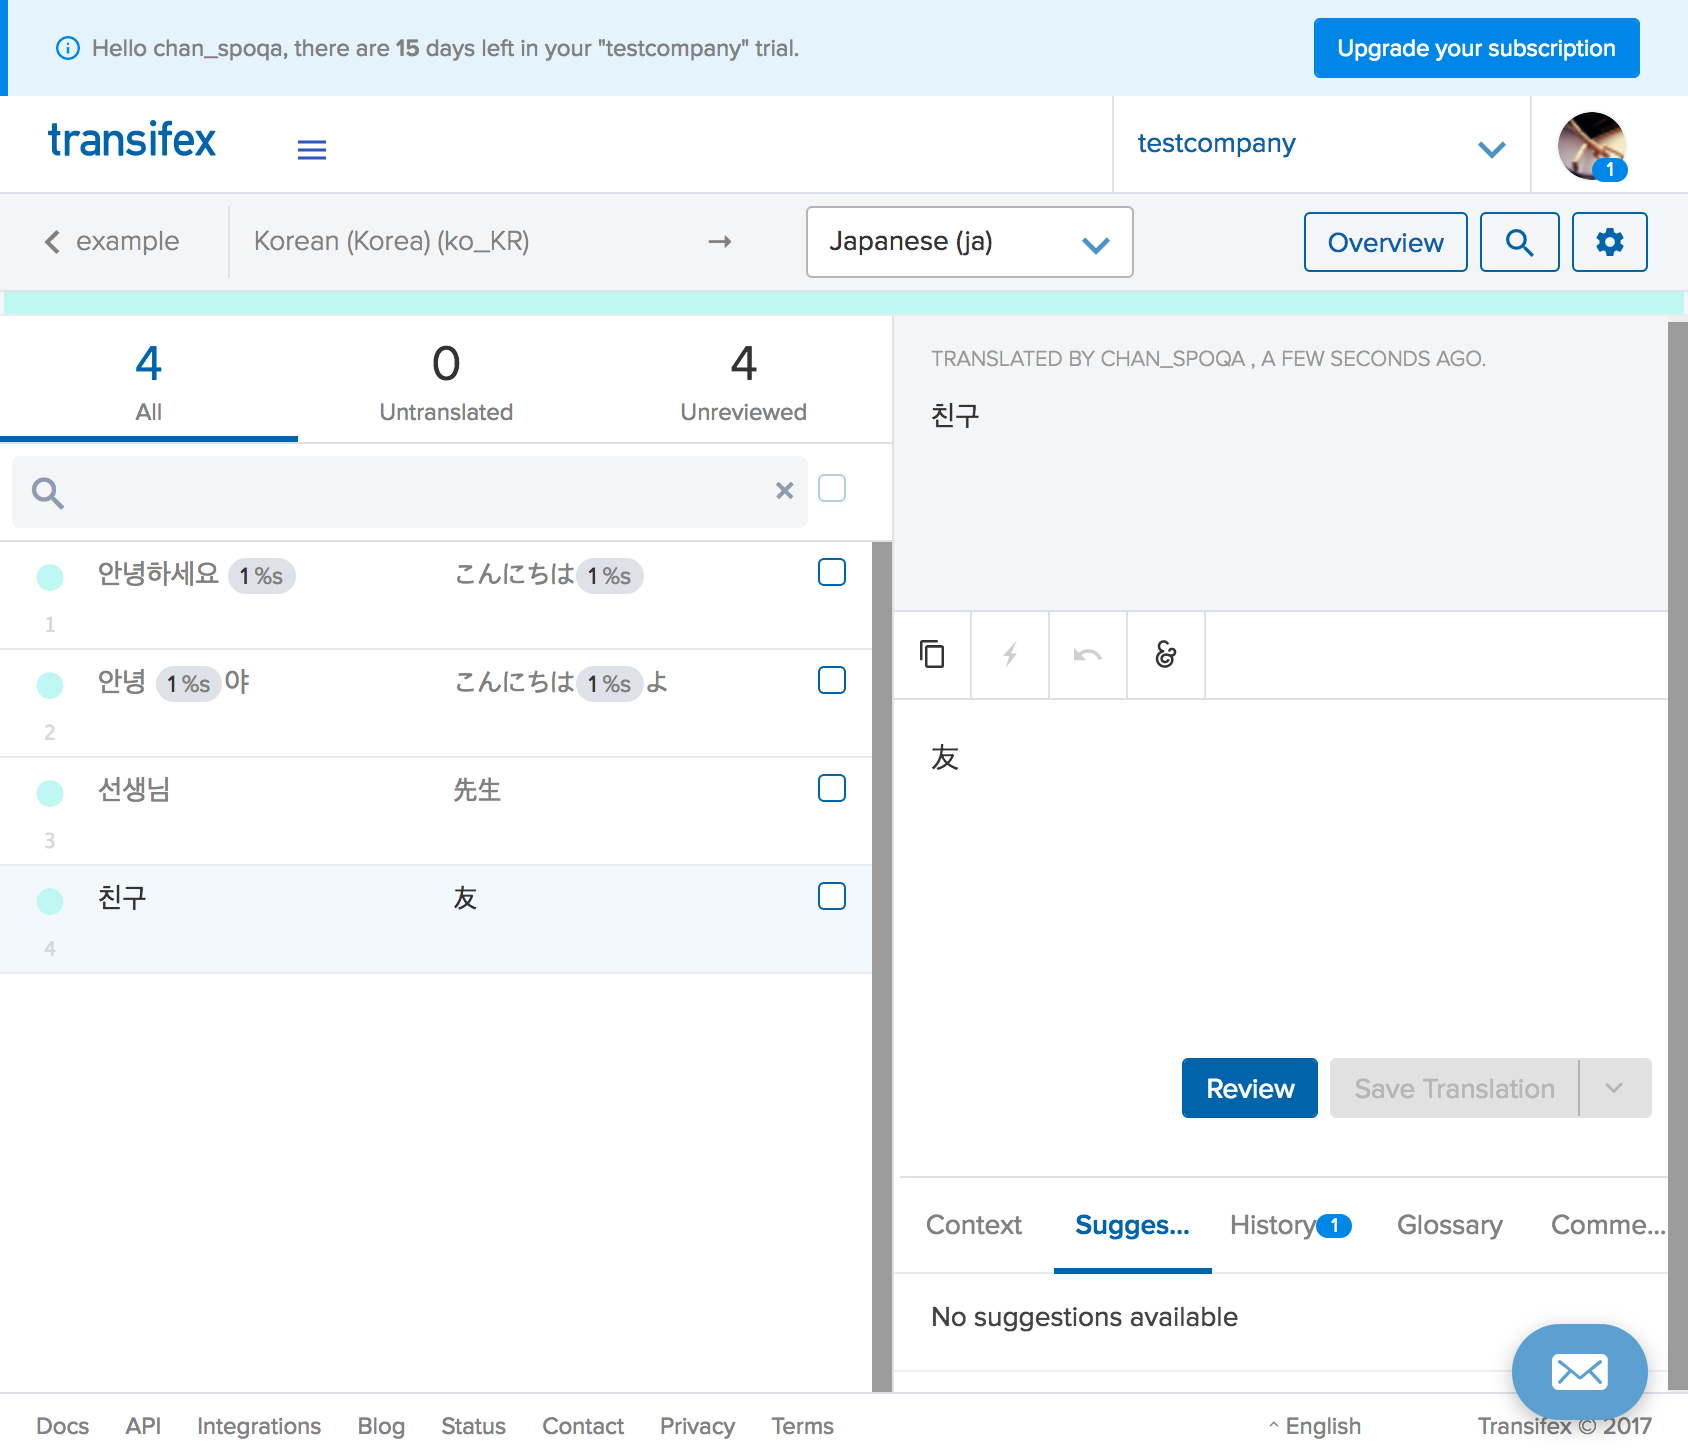 Hello chan_spoqa, there are 15 days left in your "testcompany" trial.
Upgrade your subscription
transifex
testcompany
1
example
Korean (Korea) (ko_KR)
→
Japanese (ja)
Overview
4
All
0
Untranslated
4
Unreviewed
안녕하세요 1 %s
こんにちは 1 %s
1
안녕 1 %s 야
こんにちは 1 %s よ
2
선생님
先生
3
친구
友
4
TRANSLATED BY CHAN_SPOQA , A FEW SECONDS AGO.
친구
&
友
Review
Save Translation
Context
Sugges...
History 1
Glossary
Comme...
No suggestions available
Docs
API
Integrations
Blog
Status
Contact
Privacy
Terms
^ English
Transifex © 2017